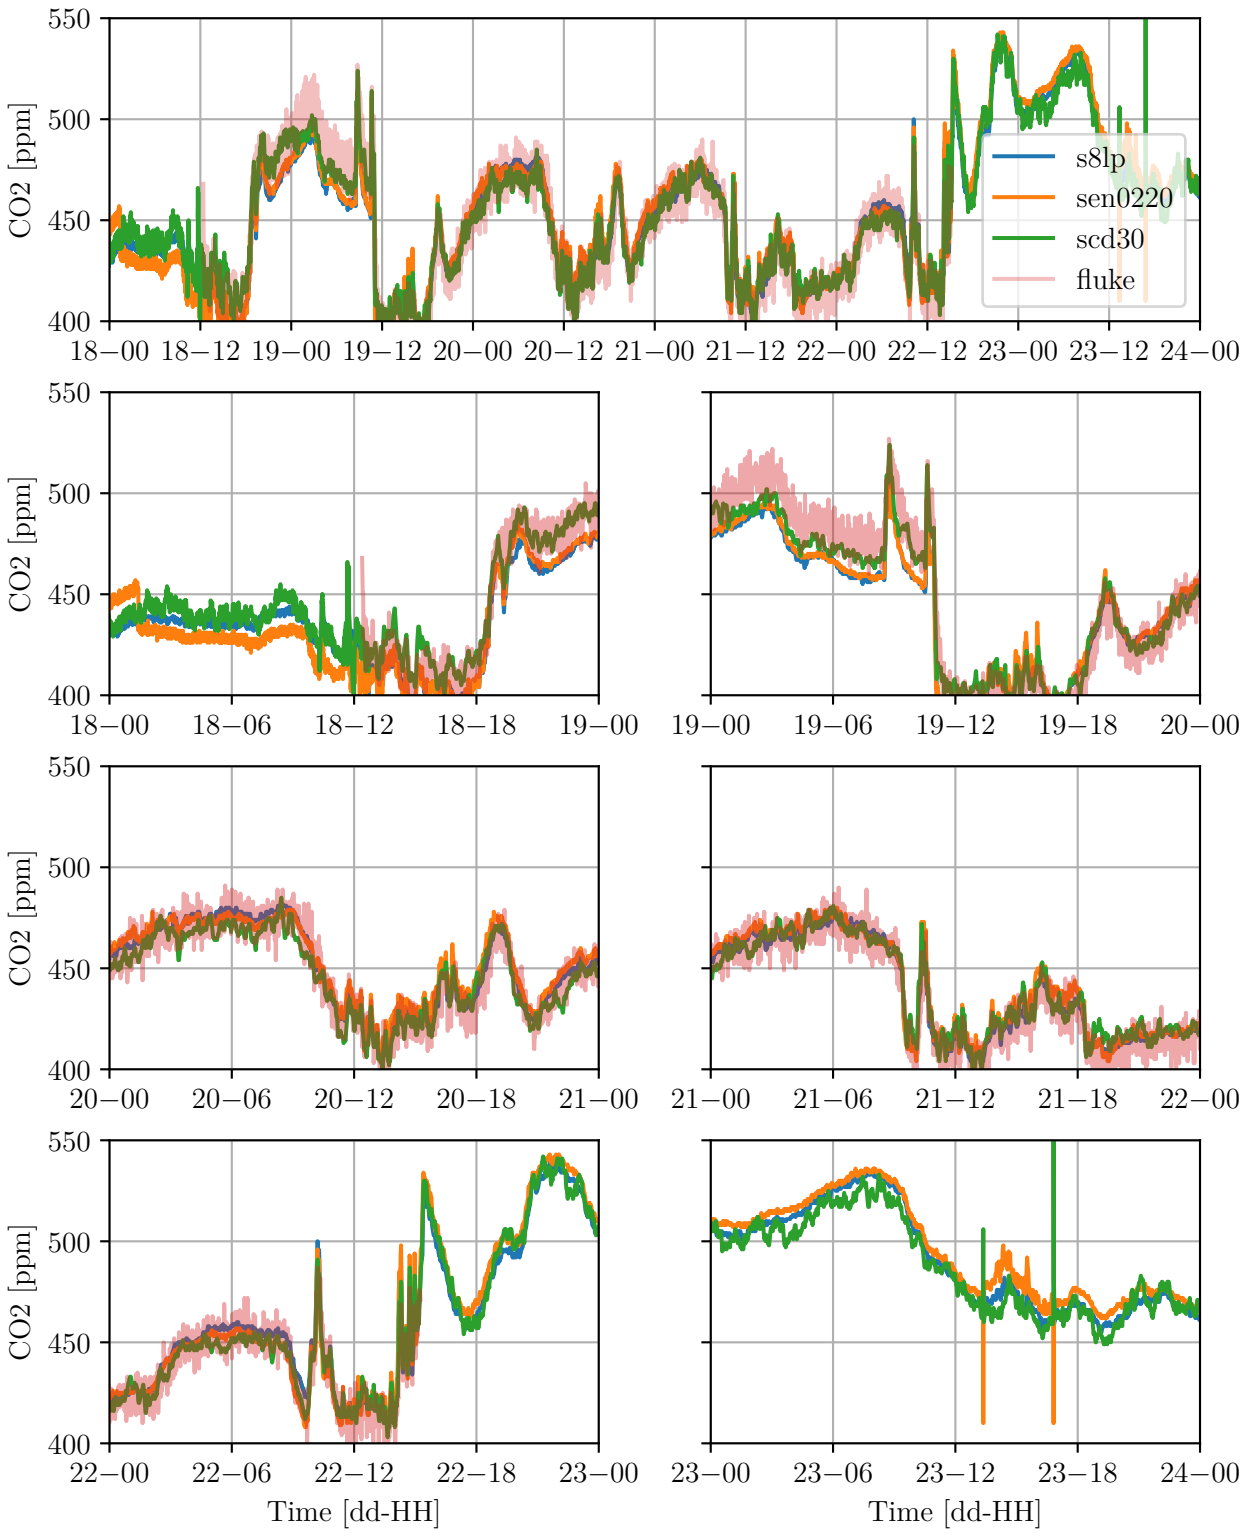 550
500
450
400
CO2 [ppm]
s8lp
sen0220
scd30
fluke
18−00 18−12 19−00 19−12 20−00 20−12 21−00 21−12 22−00 22−12 23−00 23−12 24−00
550
500
450
400
CO2 [ppm]
18−00 18−06 18−12 18−18 19−00
19−00 19−06 19−12 19−18 20−00
550
500
450
400
CO2 [ppm]
20−00 20−06 20−12 20−18 21−00
21−00 21−06 21−12 21−18 22−00
550
500
450
400
CO2 [ppm]
22−00 22−06 22−12 22−18 23−00
Time [dd-HH]
23−00 23−06 23−12 23−18 24−00
Time [dd-HH]